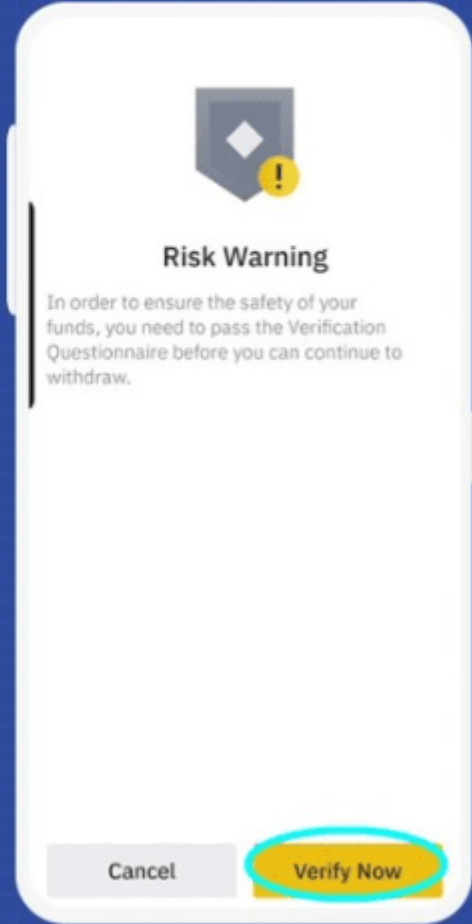 Risk Warning
In order to ensure the safety of your
funds, you need to pass the Verification
Questionnaire before you can continue to
withdraw.
Cancel
Verify Now